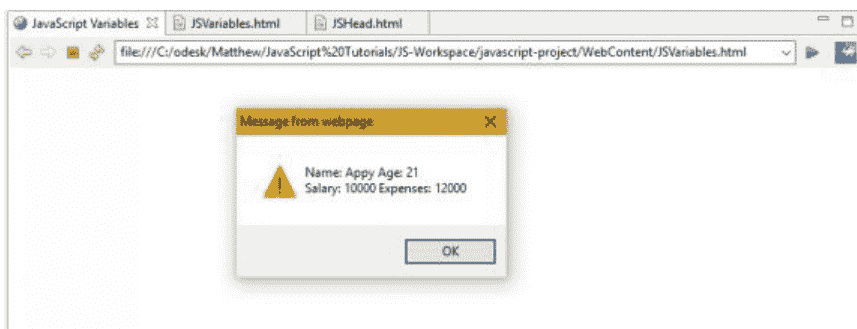 JavaScript Variables JSVariables.html JSHead.html
file:///C:/odesk/Matthew/JavaScript%20Tutorials/JS-Workspace/javascript-project/WebContent/JSVariables.html
Message from webpage
Name: Appy Age: 21
Salary: 10000 Expenses: 12000
OK